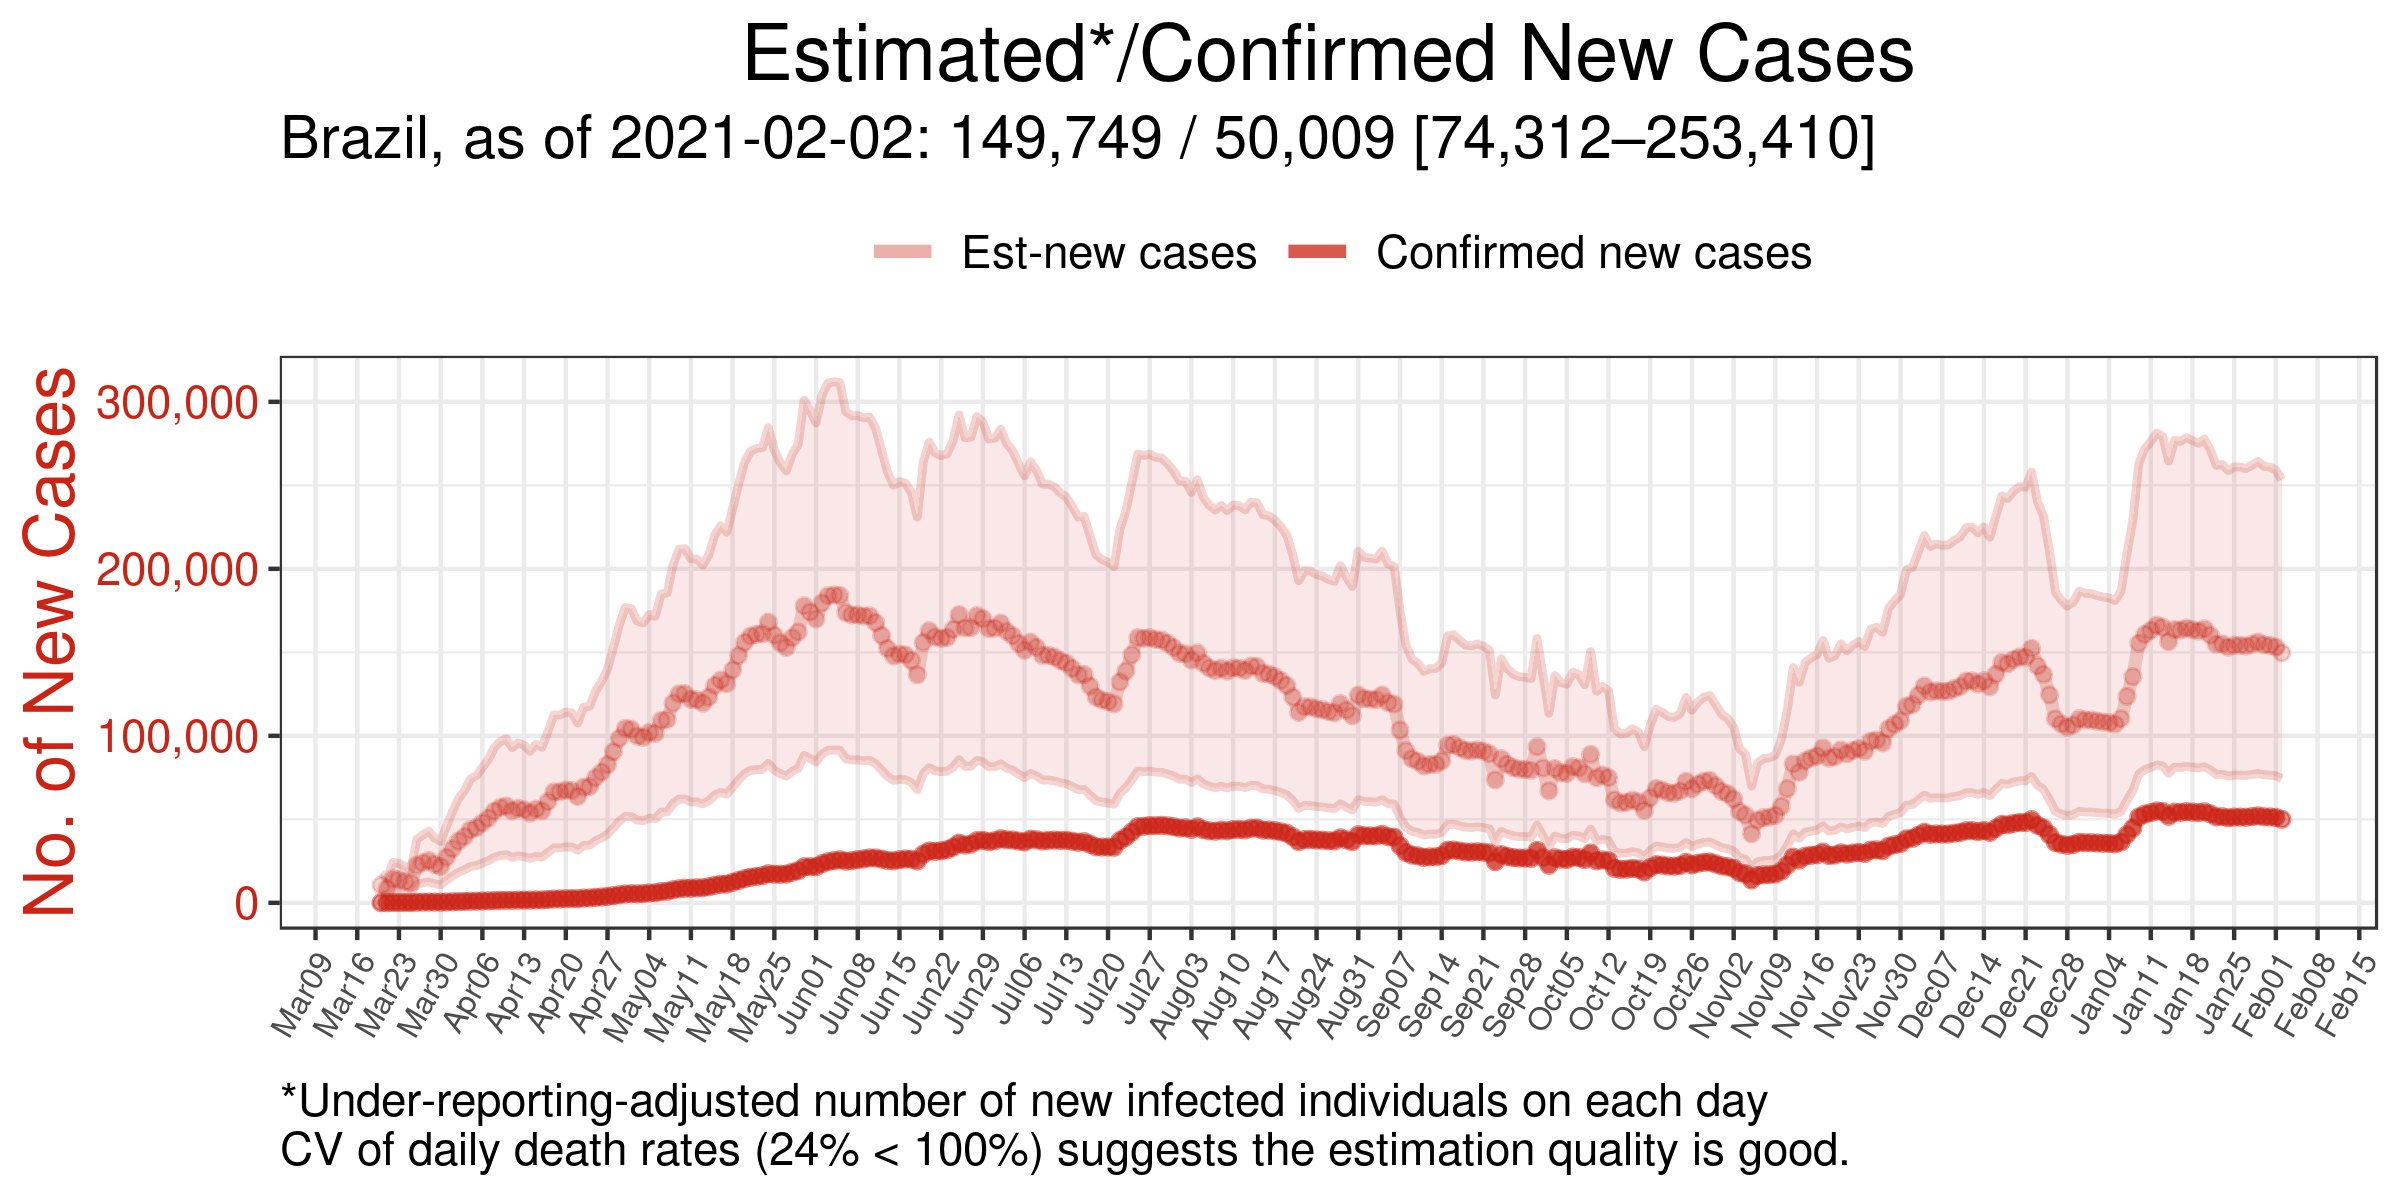 Estimated*/Confirmed New Cases
Brazil, as of 2021-02-02: 149,749 / 50,009 [74,312–253,410]
Est-new cases Confirmed new cases
No. of New Cases
300,000
200,000
100,000
0
Mar09 Mar16 Mar23 Mar30 Apr06 Apr13 Apr20 Apr27 May04 May11 May18 May25 Jun01 Jun08 Jun15 Jun22 Jun29 Jul06 Jul13 Jul20 Jul27 Aug03 Aug10 Aug17 Aug24 Aug31 Sep07 Sep14 Sep21 Sep28 Oct05 Oct12 Oct19 Oct26 Nov02 Nov09 Nov16 Nov23 Nov30 Dec07 Dec14 Dec21 Dec28 Jan04 Jan11 Jan18 Jan25 Feb01 Feb08 Feb15
*Under-reporting-adjusted number of new infected individuals on each day
CV of daily death rates (24% < 100%) suggests the estimation quality is good.